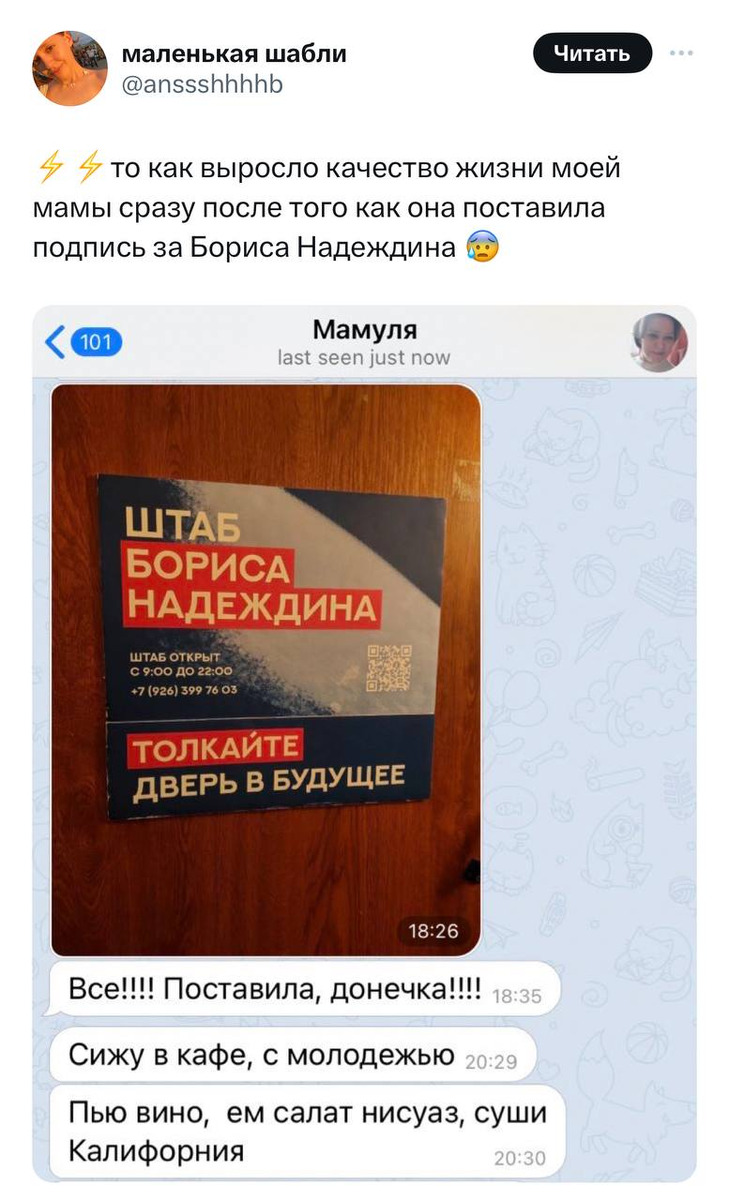 маленькая шабли
Читать
@anssshhhhb
⚡⚡то как выросло качество жизни моей
мамы сразу после того как она поставила
подпись за Бориса Надеждина 😰
101
Мамуля
last seen just now
ШТАБ
БОРИСА
НАДЕЖДИНА
ШТАБ ОТКРЫТ
С 9:00 ДО 22:00
+7 (926) 399 76 03
ТОЛКАЙТЕ
ДВЕРЬ В БУДУЩЕЕ
18:26
Все!!!! Поставила, донечка!!!! 18:35
Сижу в кафе, с молодежью 20:29
Пью вино,  ем салат нисуаз, суши
Калифорния 20:30